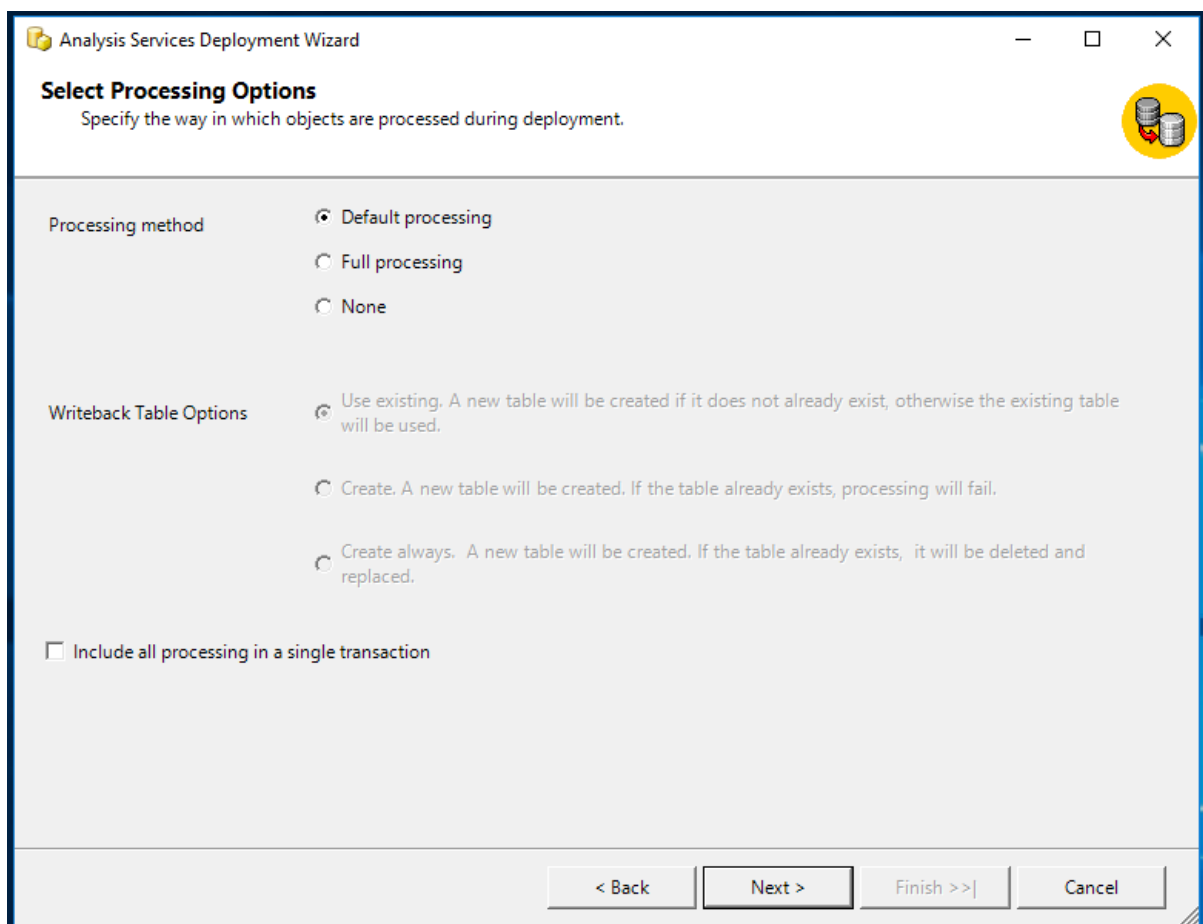 Analysis Services Deployment Wizard
Select Processing Options
Specify the way in which objects are processed during deployment.
Processing method
Default processing
Full processing
None
Writeback Table Options
Use existing. A new table will be created if it does not already exist, otherwise the existing table
will be used.
Create. A new table will be created. If the table already exists, processing will fail.
Create always.  A new table will be created. If the table already exists,  it will be deleted and
replaced.
Include all processing in a single transaction
< Back
Next >
Finish >>|
Cancel